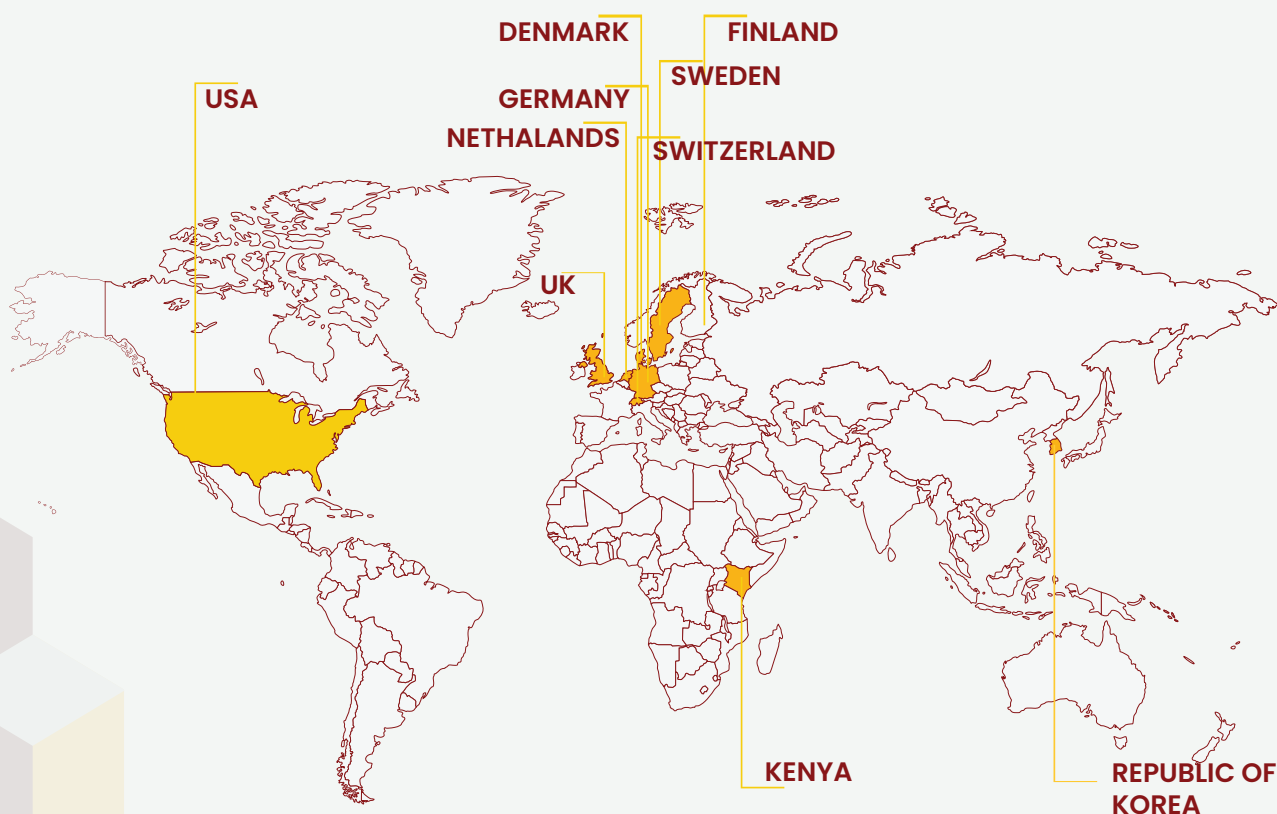 DENMARK
FINLAND
SWEDEN
USA
GERMANY
NETHALANDS
SWITZERLAND
UK
KENYA
REPUBLIC OF
KOREA